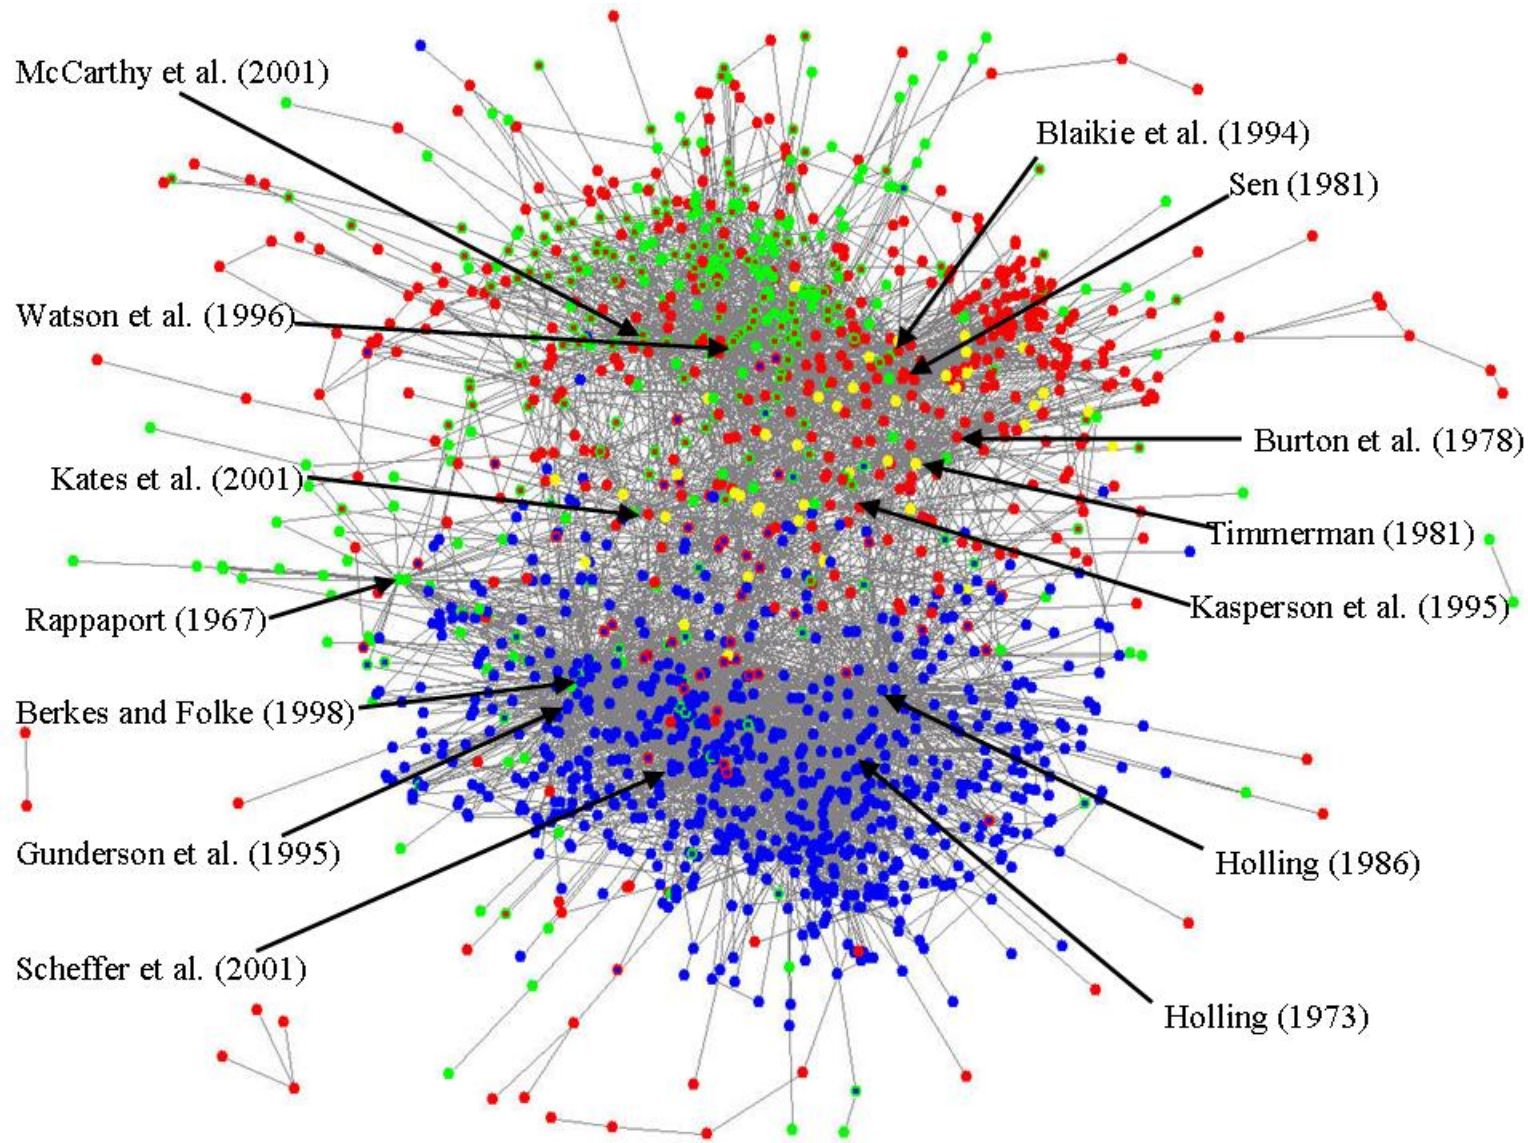 McCarthy et al. (2001)
Blaikie et al. (1994)
Sen (1981)
Watson et al. (1996)
Burton et al. (1978)
Kates et al. (2001)
Timmerman (1981)
Rappaport (1967)
Kasperson et al. (1995)
Berkes and Folke (1998)
Gunderson et al. (1995)
Holling (1986)
Scheffer et al. (2001)
Holling (1973)